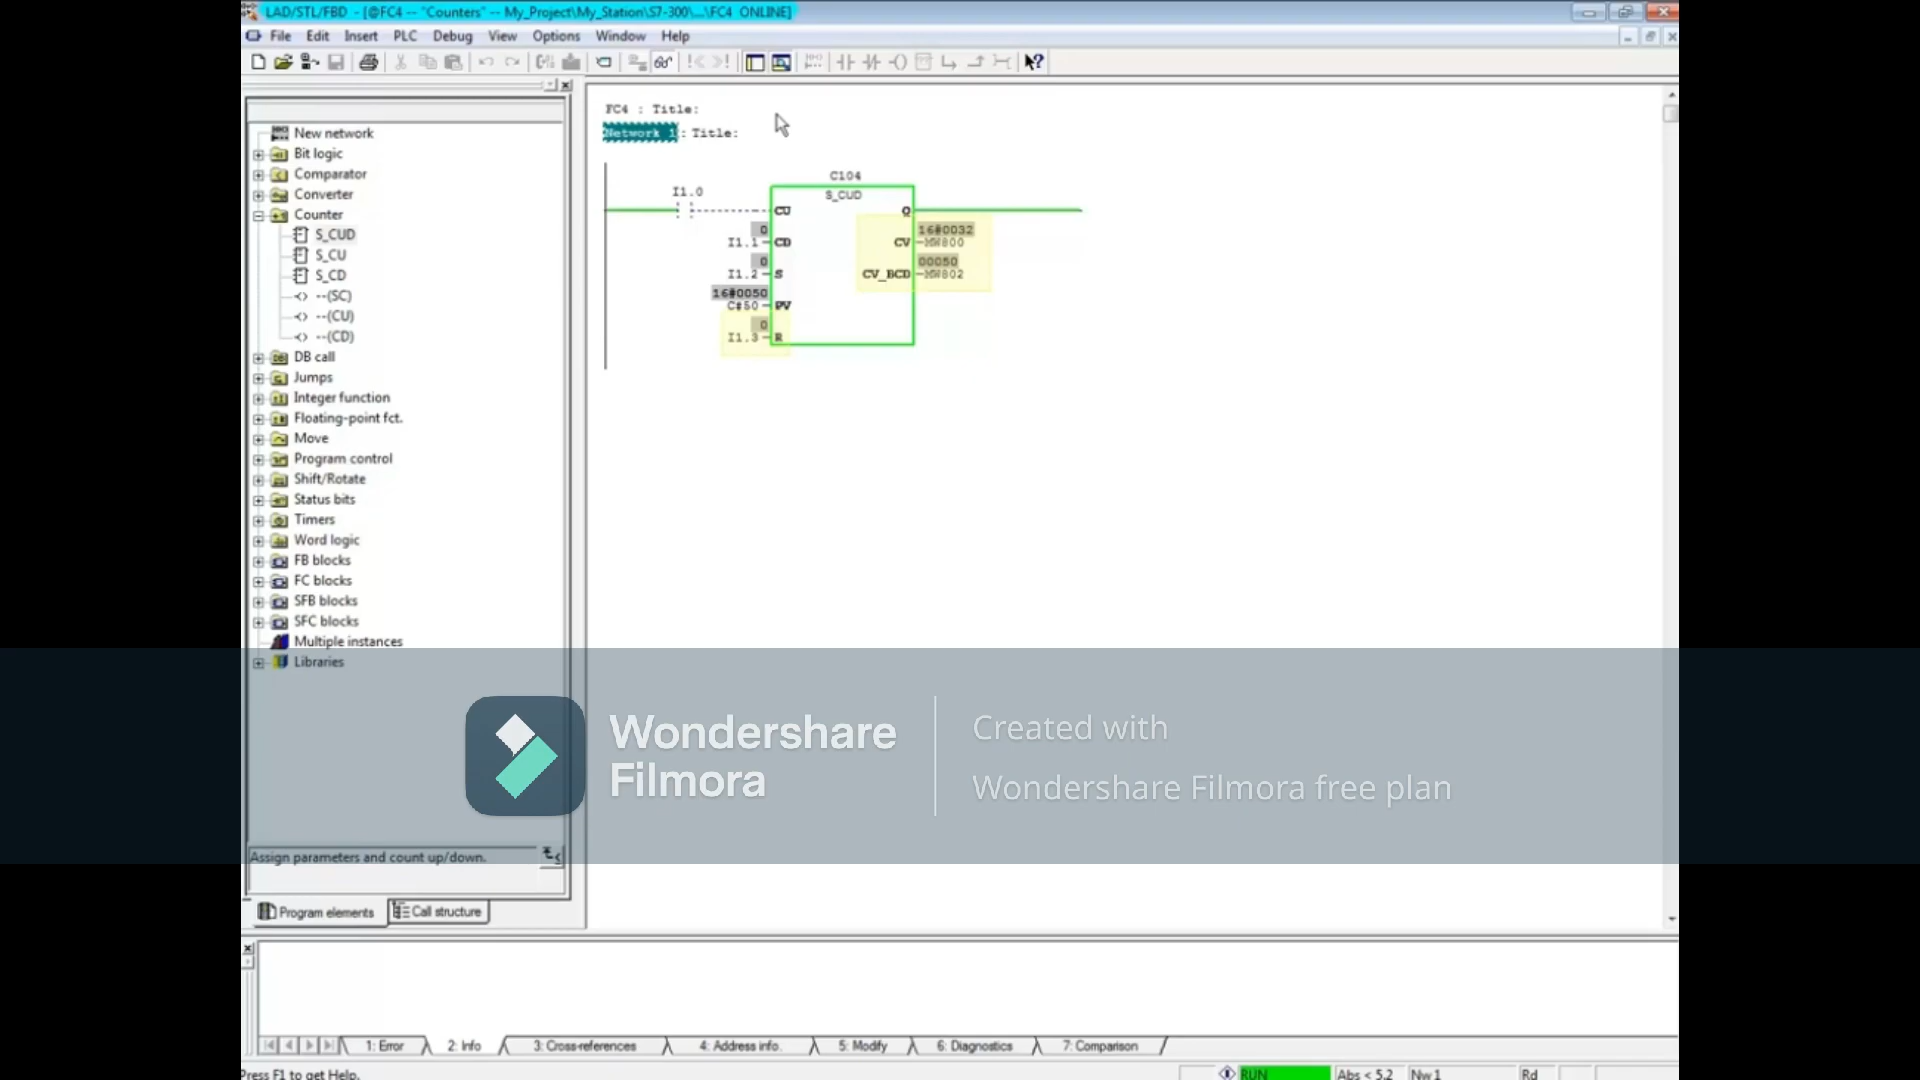 LAD/STL/FBD - [@FC4 -- "Counters" -- My_Project\My_Station\S7-300\...\FC4 ONLINE]
File Edit Insert PLC Debug View Options Window Help
New network
Bit logic
Comparator
Converter
Counter
S_CUD
S_CU
S_CD
--(SC)
--(CU)
--(CD)
DB call
Jumps
Integer function
Floating-point fct.
Move
Program control
Shift/Rotate
Status bits
Timers
Word logic
FB blocks
FC blocks
SFB blocks
SFC blocks
Multiple instances
Libraries
Assign parameters and count up/down.
Program elements Call structure
FC4 : Title:
Network 1: Title:
C104
I1.0 S_CUD
CU Q
0 16#0032
I1.1 CD CV MW800
0 00050
I1.2 S CV_BCD MW802
16#0050
C#50 PV
0
I1.3 R
Wondershare
Filmora
Created with
Wondershare Filmora free plan
1: Error 2: Info 3: Cross-references 4: Address info. 5: Modify 6: Diagnostics 7: Comparison
Press F1 to get Help. RUN Abs < 5.2 Nw 1 Rd